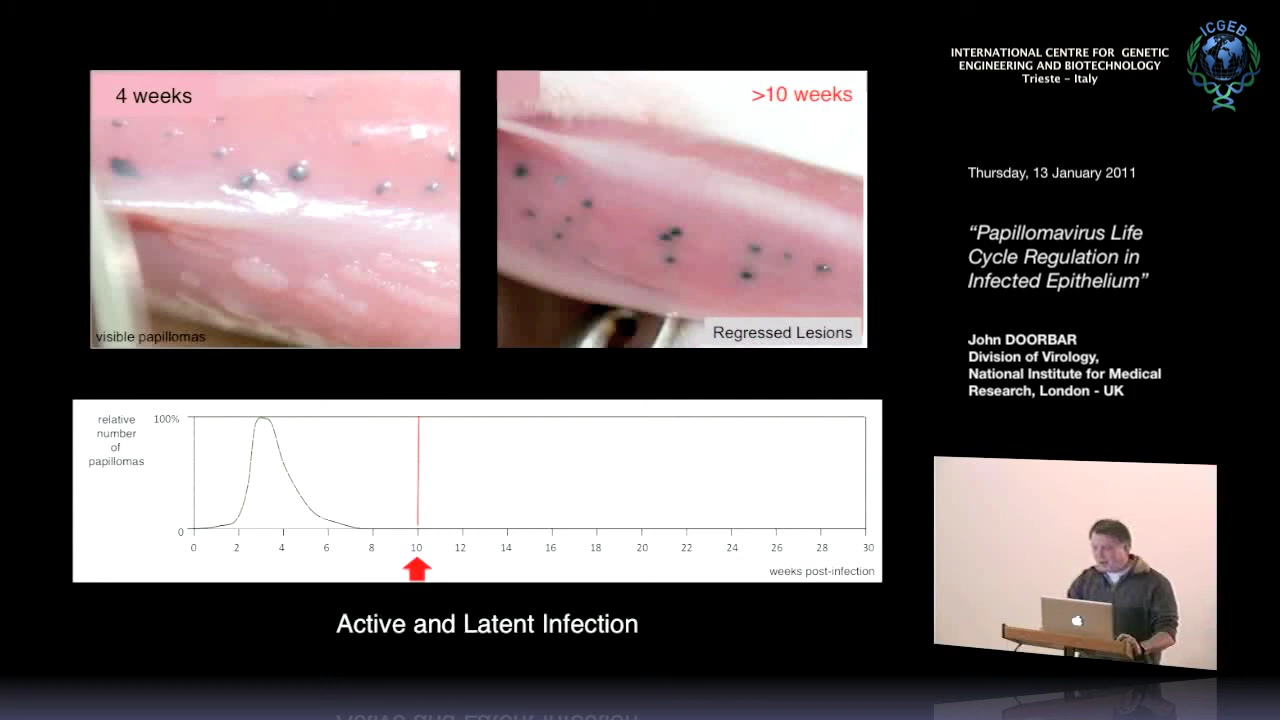 4 weeks
visible papillomas
>10 weeks
Regressed Lesions
relative
number
of
papillomas
100%
0
0 2 4 6 8 10 12 14 16 18 20 22 24 26 28 30
weeks post-infection
Active and Latent Infection
INTERNATIONAL CENTRE FOR GENETIC
ENGINEERING AND BIOTECHNOLOGY
Trieste - Italy
ICGEB
Thursday, 13 January 2011
“Papillomavirus Life
Cycle Regulation in
Infected Epithelium”
John DOORBAR
Division of Virology,
National Institute for Medical
Research, London - UK